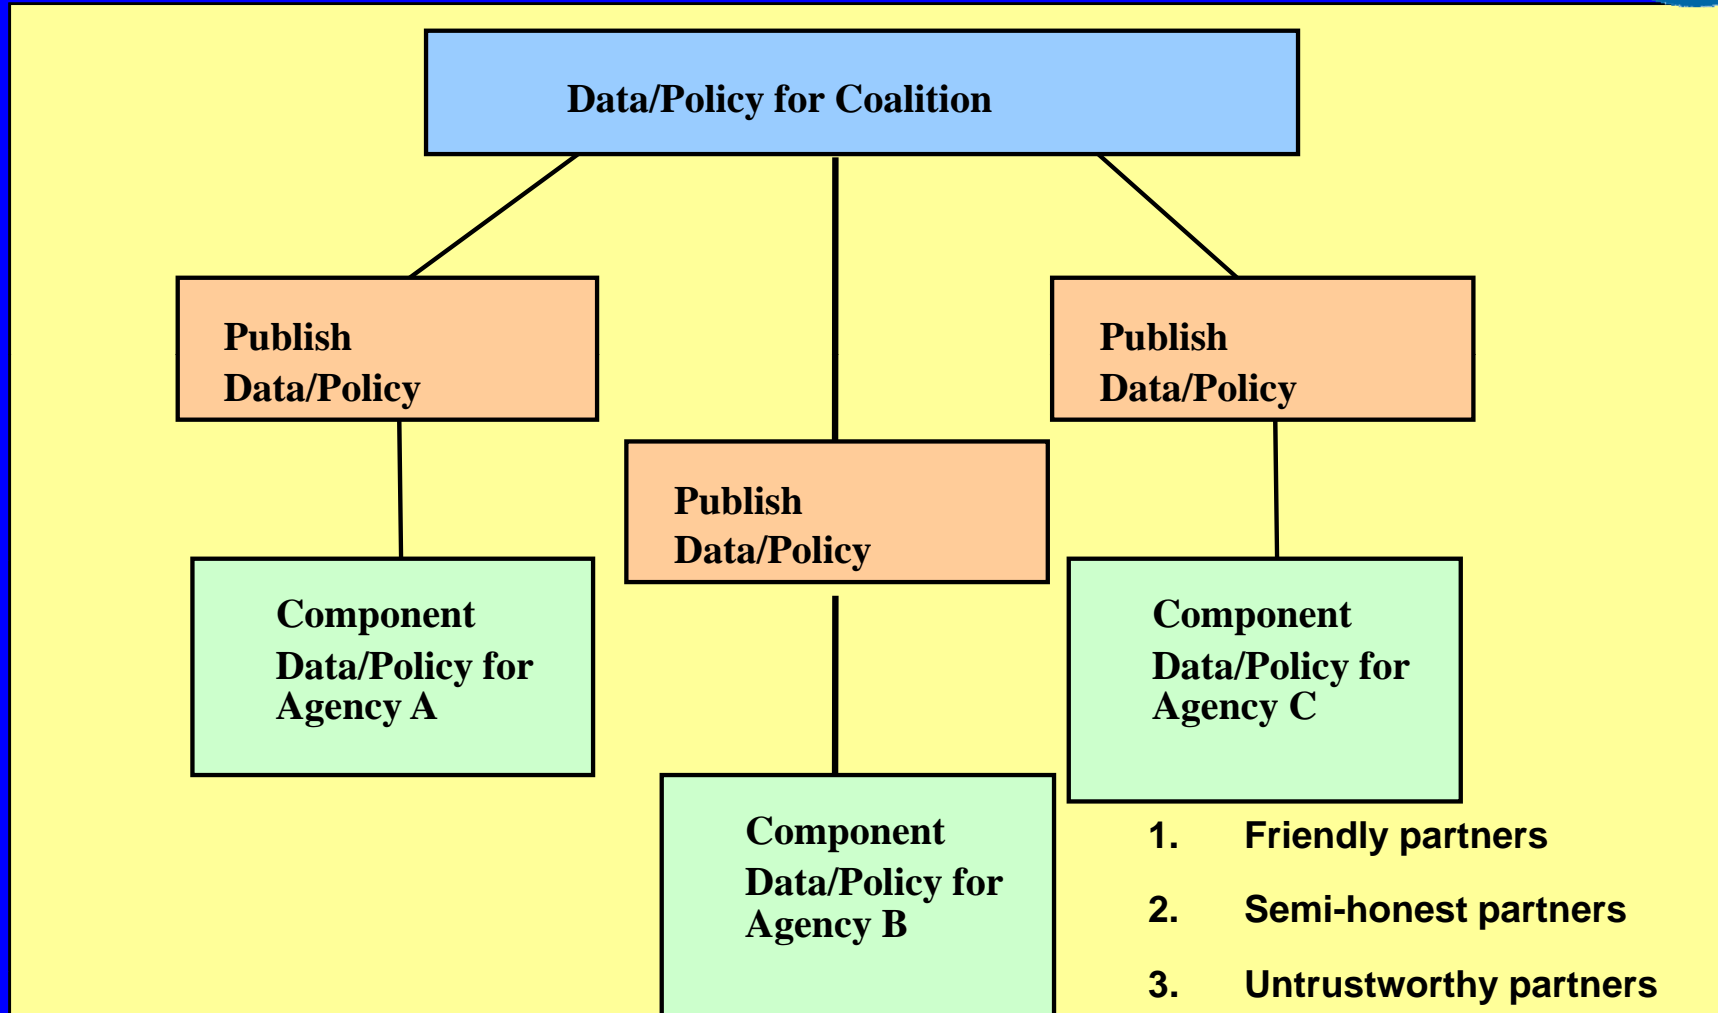 Data/Policy for Coalition
Publish
Data/Policy
Publish
Data/Policy
Publish
Data/Policy
Component
Data/Policy for
Agency A
Component
Data/Policy for
Agency C
Component
Data/Policy for
Agency B
1. Friendly partners
2. Semi-honest partners
3. Untrustworthy partners